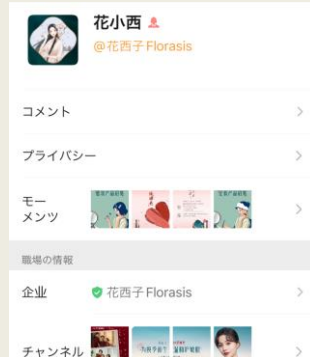 花小西
@花西子Florasis
コメント
プライバシー
モー
メンツ
職場の情報
企業
花西子Florasis
チャンネル